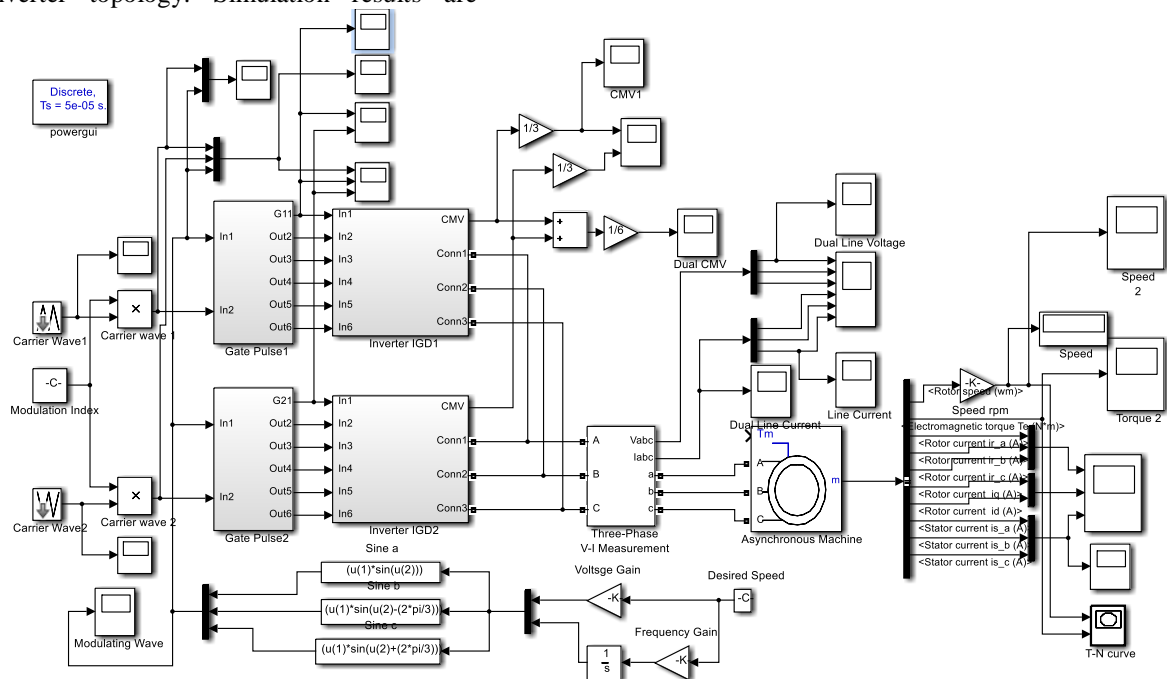 verter topology. Simulation results are
Discrete,
Ts = 5e-05 s.
powergui
CMV1
1/3
1/3
G11
In1
CMV
In1
Out2
In2
Conn1
Out3
In3
Out4
In4
Conn2
In2
Out5
In5
Conn3
Out6
In6
Gate Pulse1
Inverter IGD1
+
+
1/6
Dual CMV
Dual Line Voltage
Speed
2
Carrier Wave1
×
Carrier wave 1
-C-
Modulation Index
Speed
Torque 2
Line Current
Dual Line Current
-K-
<Rotor speed (wm)>
Speed rpm
<Electromagnetic torque Te (N*m)>
<Rotor current ir_a (A)>
<Rotor current ir_b (A)>
<Rotor current ir_c (A)>
<Rotor current iq (A)>
<Rotor current id (A)>
<Stator current is_a (A)>
<Stator current is_b (A)>
<Stator current is_c (A)>
G21
In1
CMV
In1
Out2
In2
Conn1
Out3
In3
Out4
In4
Conn2
In2
Out5
In5
Conn3
Out6
In6
Gate Pulse2
Inverter IGD2
×
Carrier wave 2
Carrier Wave2
A
Vabc
Iabc
B
a
b
C
c
Three-Phase
V-I Measurement
Tm
A
B
C
m
Asynchronous Machine
Sine a
(u(1)*sin(u(2)))
Sine b
(u(1)*sin(u(2)-(2*pi/3))
Sine c
(u(1)*sin(u(2)+(2*pi/3))
Modulating Wave
Voltsge Gain
-K
Desired Speed
-C-
Frequency Gain
-K
1
s
T-N curve